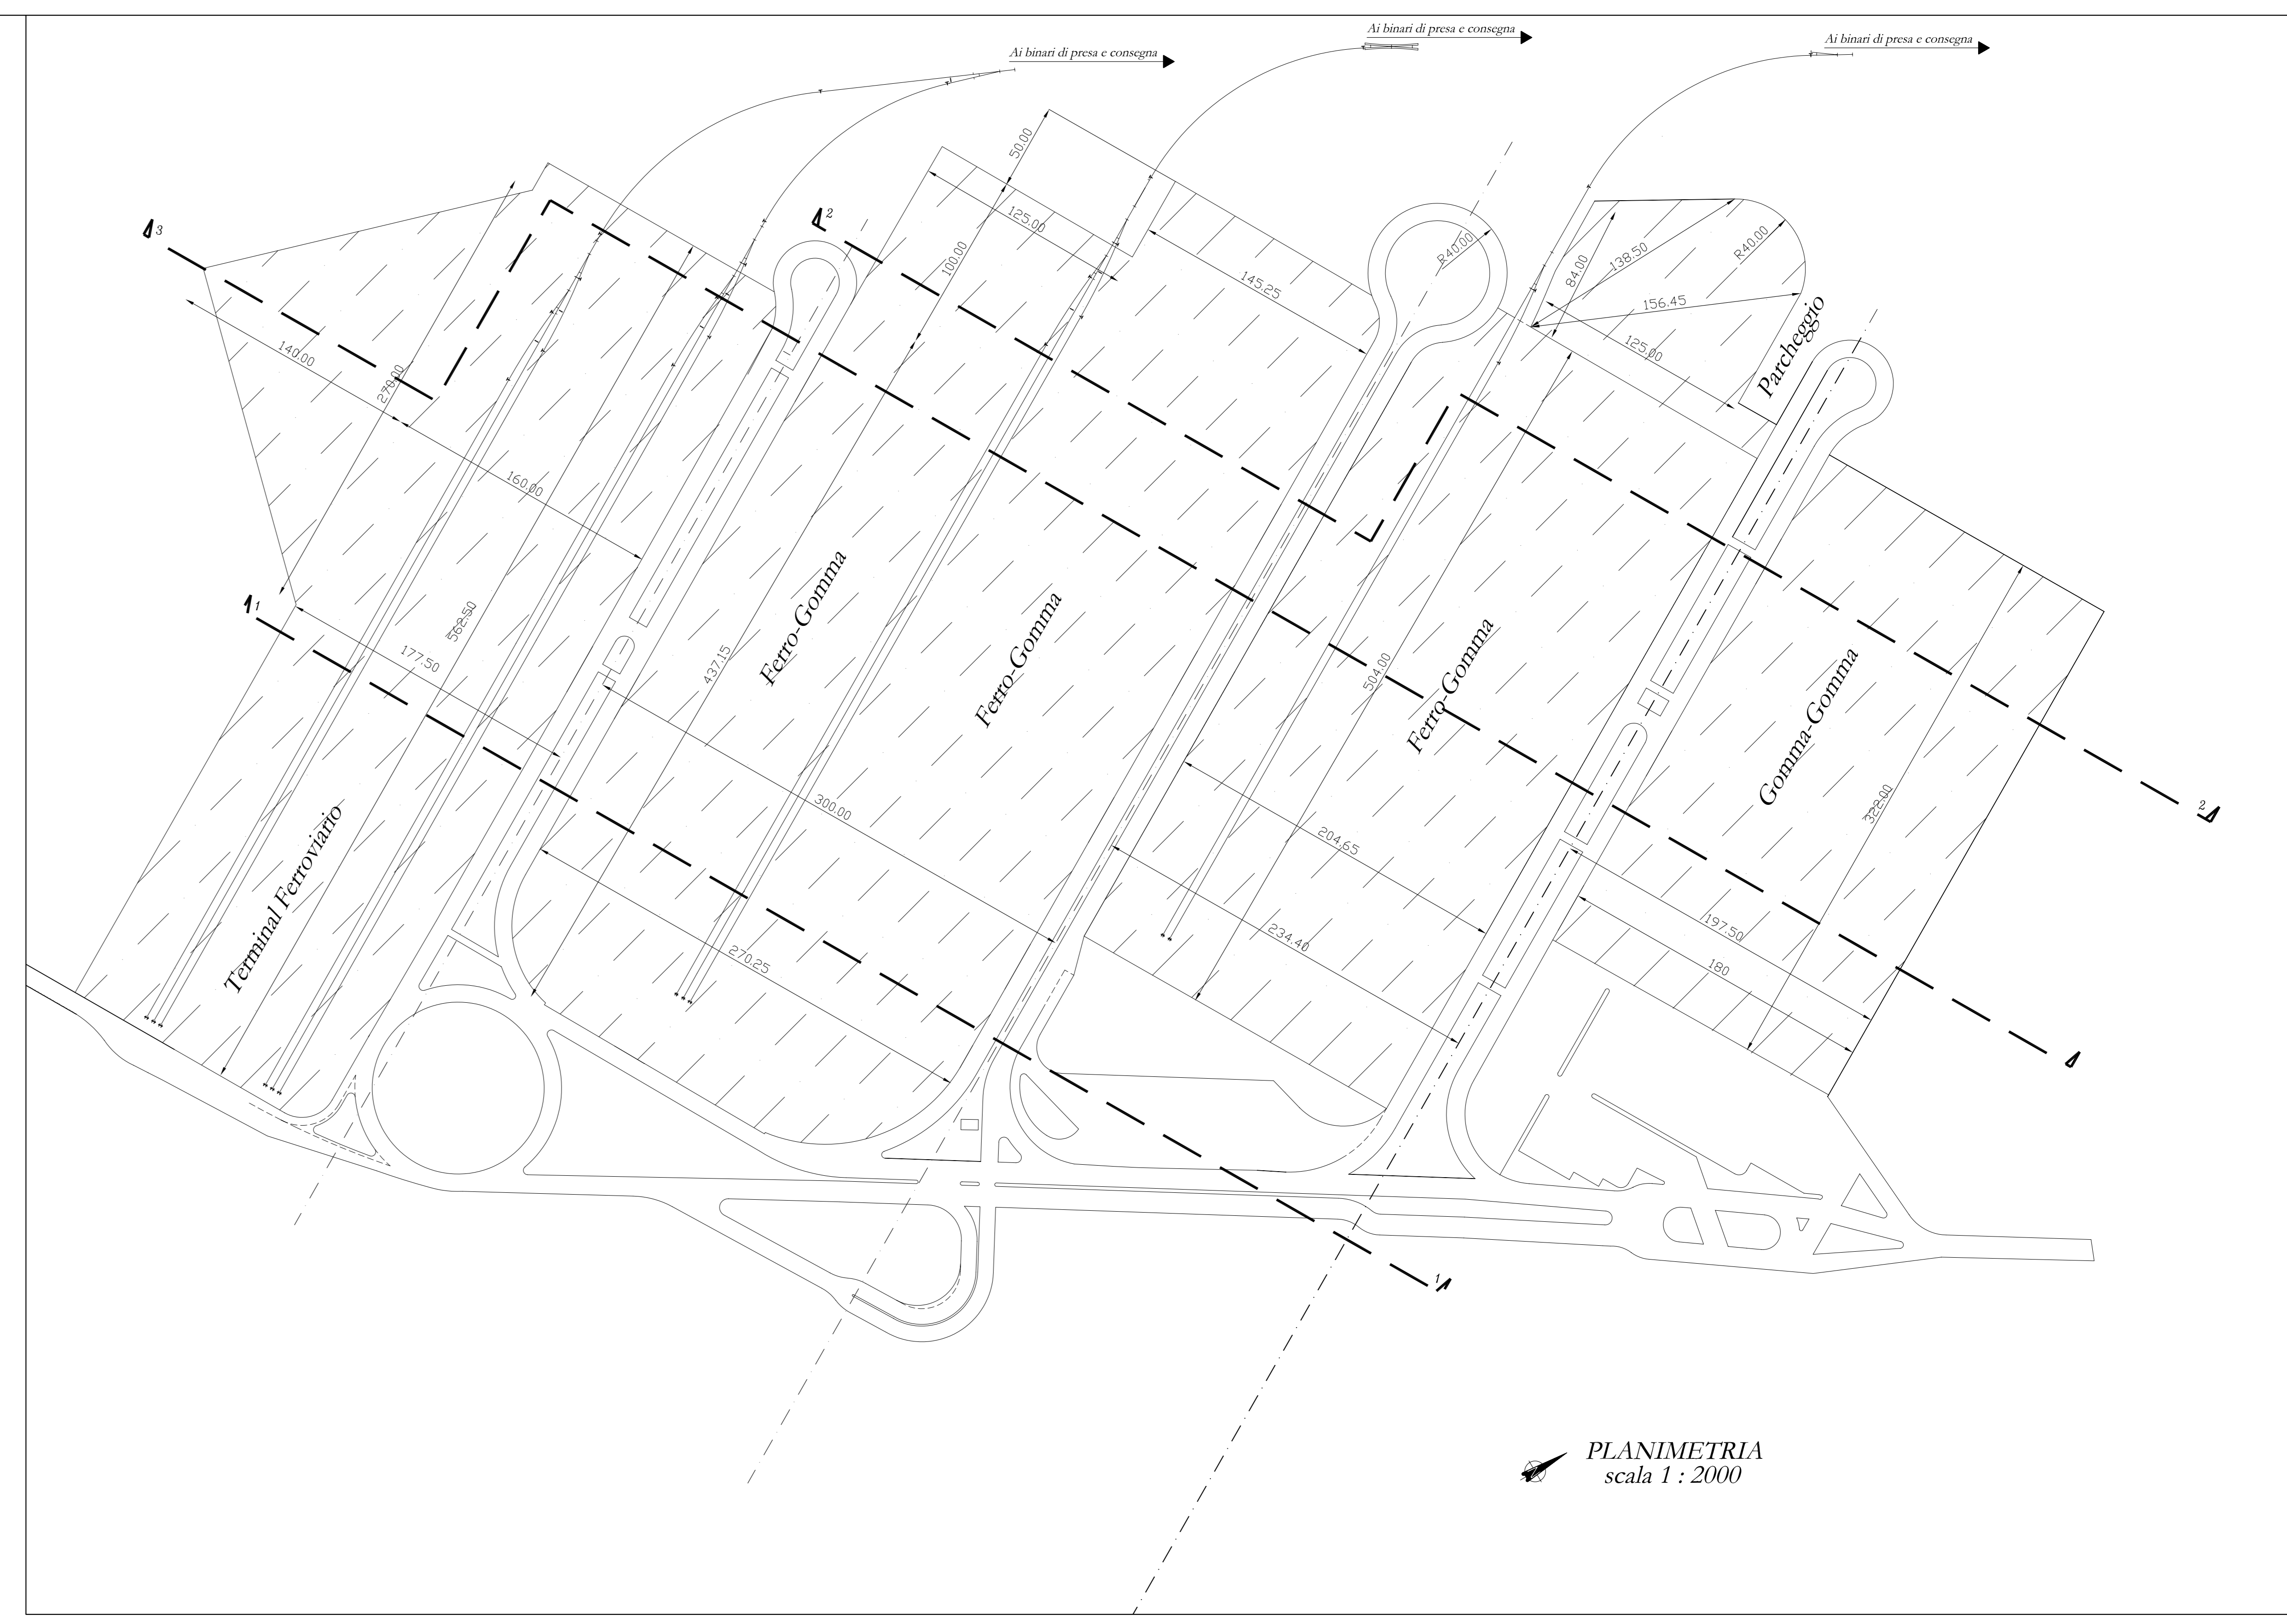 Ai binari di presa e consegna
Ai binari di presa e consegna
Ai binari di presa e consegna
50.00
125.00
100.00
145.25
R40.00
84.00
138.50
R40.00
156.45
125.00
Parcheggio
3
2
140.00
270.00
160.00
562.50
1
177.50
437.15
Ferro-Gomma
Ferro-Gomma
504.00
Ferro-Gomma
Gomma-Gomma
322.00
2
300.00
204.65
234.40
197.50
180
270.25
Terminal Ferroviario
1
PLANIMETRIA
scala 1 : 2000